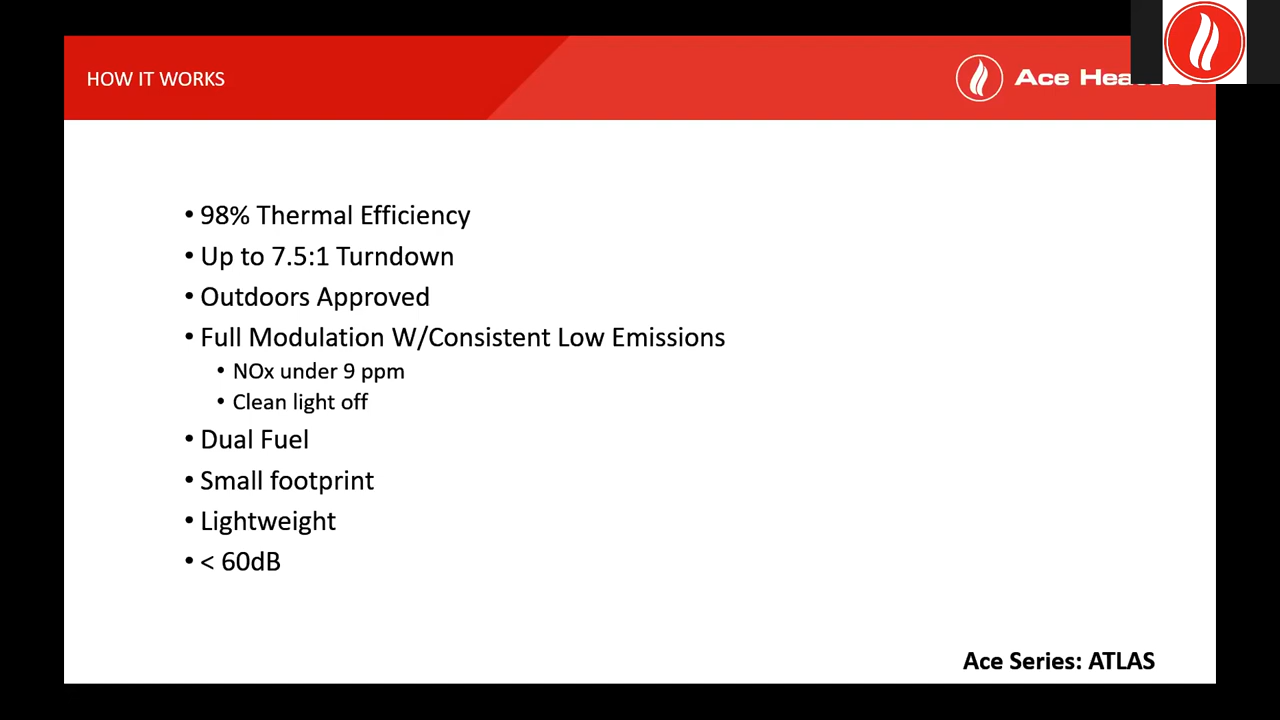 HOW IT WORKS
Ace
• 98% Thermal Efficiency
• Up to 7.5:1 Turndown
• Outdoors Approved
• Full Modulation W/Consistent Low Emissions
• NOx under 9 ppm
• Clean light off
• Dual Fuel
• Small footprint
• Lightweight
• < 60dB
Ace Series: ATLAS